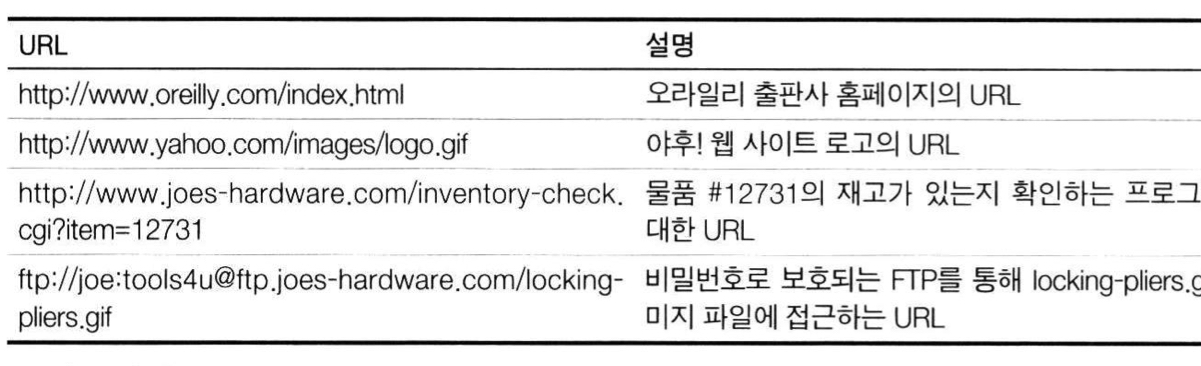 URL 설명
http://www.oreilly.com/index.html 오라일리 출판사 홈페이지의 URL
http://www.yahoo.com/images/logo.gif 야후! 웹 사이트 로고의 URL
http://www.joes-hardware.com/inventory-check. 물품 #12731의 재고가 있는지 확인하는 프로그
cgi?item=12731 대한 URL
ftp://joe:tools4u@ftp.joes-hardware.com/locking- 비밀번호로 보호되는 FTP를 통해 locking-pliers.g
pliers.gif 미지 파일에 접근하는 URL